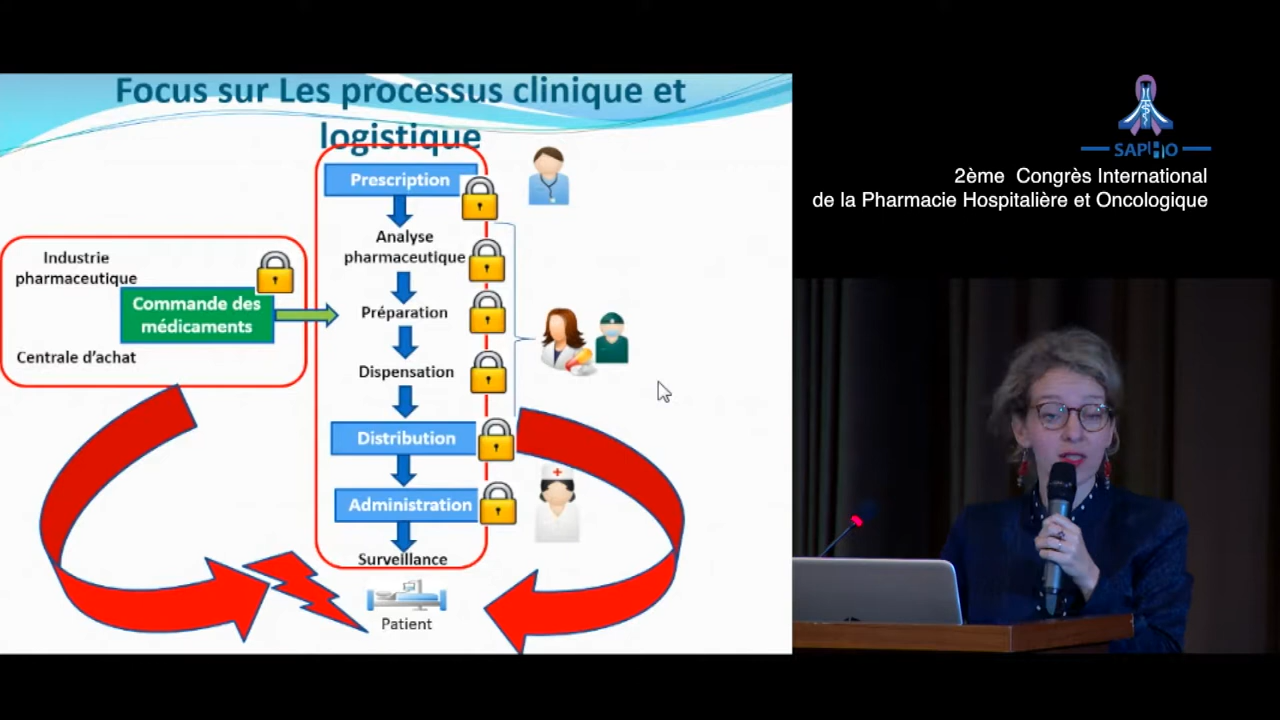 Focus sur Les processus clinique et
logistique
Prescription
Analyse
pharmaceutique
Préparation
Dispensation
Distribution
Administration
Surveillance
Patient
Industrie
pharmaceutique
Commande des
médicaments
Centrale d'achat
SAPHO
2ème Congrès International
de la Pharmacie Hospitalière et Oncologique